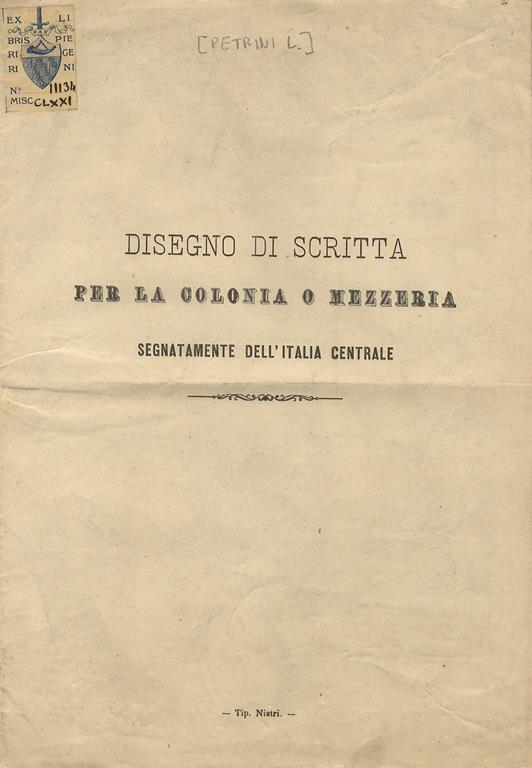 EX LI
BRIS PIE
RI GE
RI NI
N° 11134
MISC CLXXI
[PETRINI L.]
DISEGNO DI SCRITTA
PER LA COLONIA O MEZZERIA
SEGNATAMENTE DELL'ITALIA CENTRALE
— Tip. Nistri. —